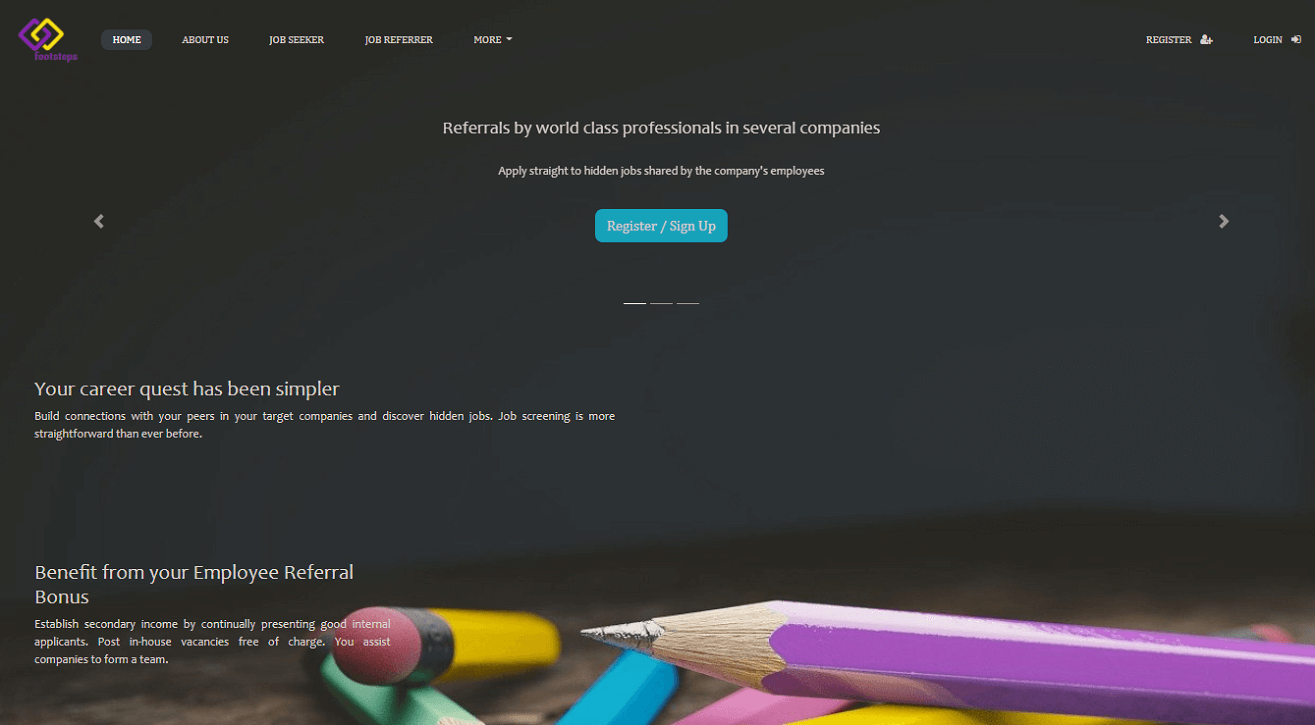 footsteps
HOME
ABOUT US
JOB SEEKER
JOB REFERRER
MORE
REGISTER
LOGIN
Referrals by world class professionals in several companies
Apply straight to hidden jobs shared by the company's employees
Register / Sign Up
Your career quest has been simpler
Build connections with your peers in your target companies and discover hidden jobs. Job screening is more
straightforward than ever before.
Benefit from your Employee Referral
Bonus
Establish secondary income by continually presenting good internal
applicants. Post in-house vacancies free of charge. You assist
companies to form a team.